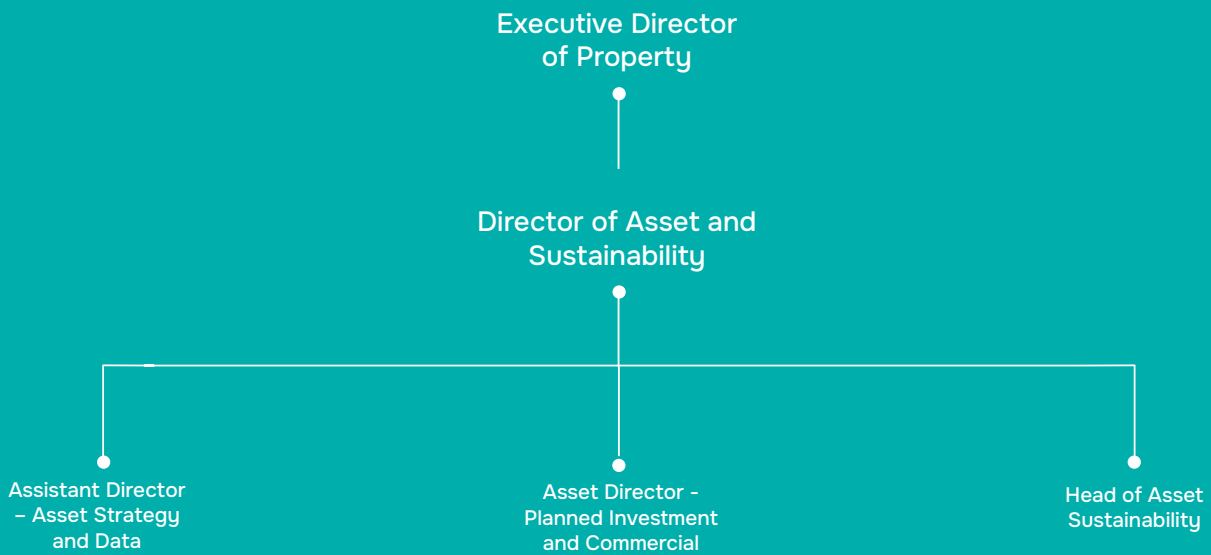 Executive Director
of Property
Director of Asset and
Sustainability
Assistant Director
– Asset Strategy
and Data
Asset Director -
Planned Investment
and Commercial
Head of Asset
Sustainability